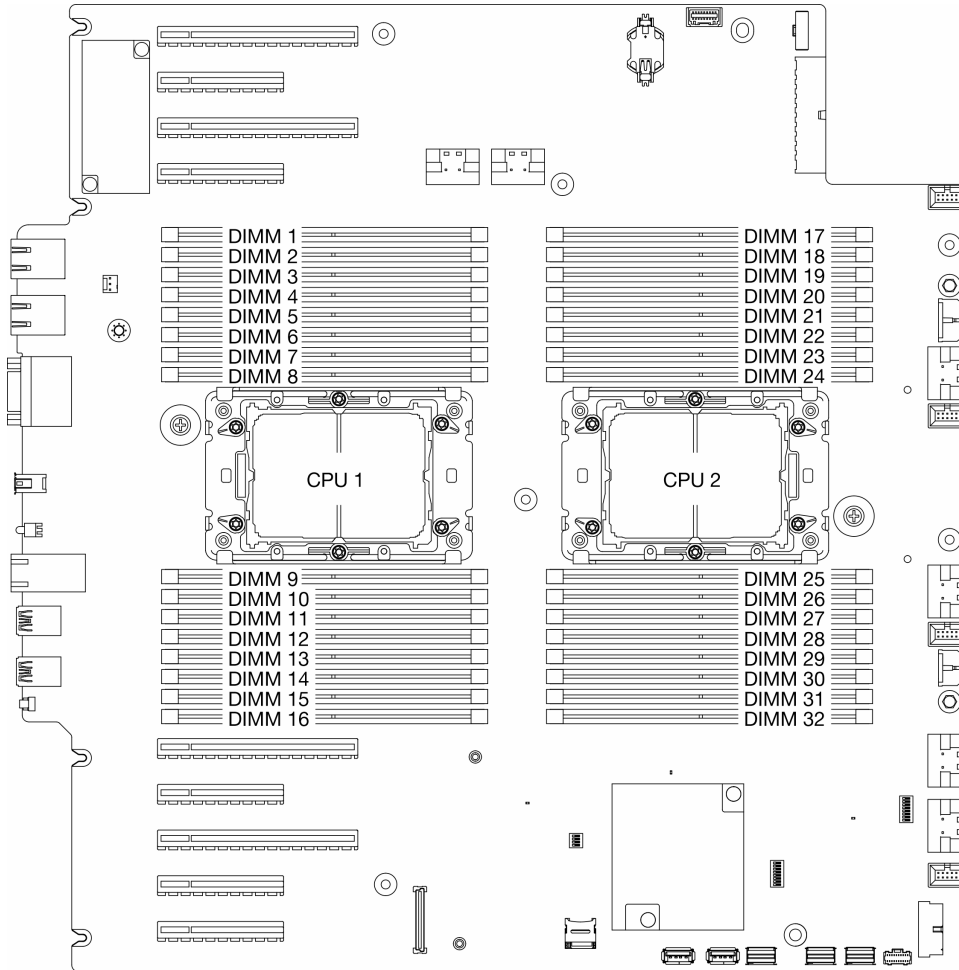 DIMM 1
DIMM 2
DIMM 3
DIMM 4
DIMM 5
DIMM 6
DIMM 7
DIMM 8
DIMM 17
DIMM 18
DIMM 19
DIMM 20
DIMM 21
DIMM 22
DIMM 23
DIMM 24
CPU 1
CPU 2
DIMM 9
DIMM 10
DIMM 11
DIMM 12
DIMM 13
DIMM 14
DIMM 15
DIMM 16
DIMM 25
DIMM 26
DIMM 27
DIMM 28
DIMM 29
DIMM 30
DIMM 31
DIMM 32